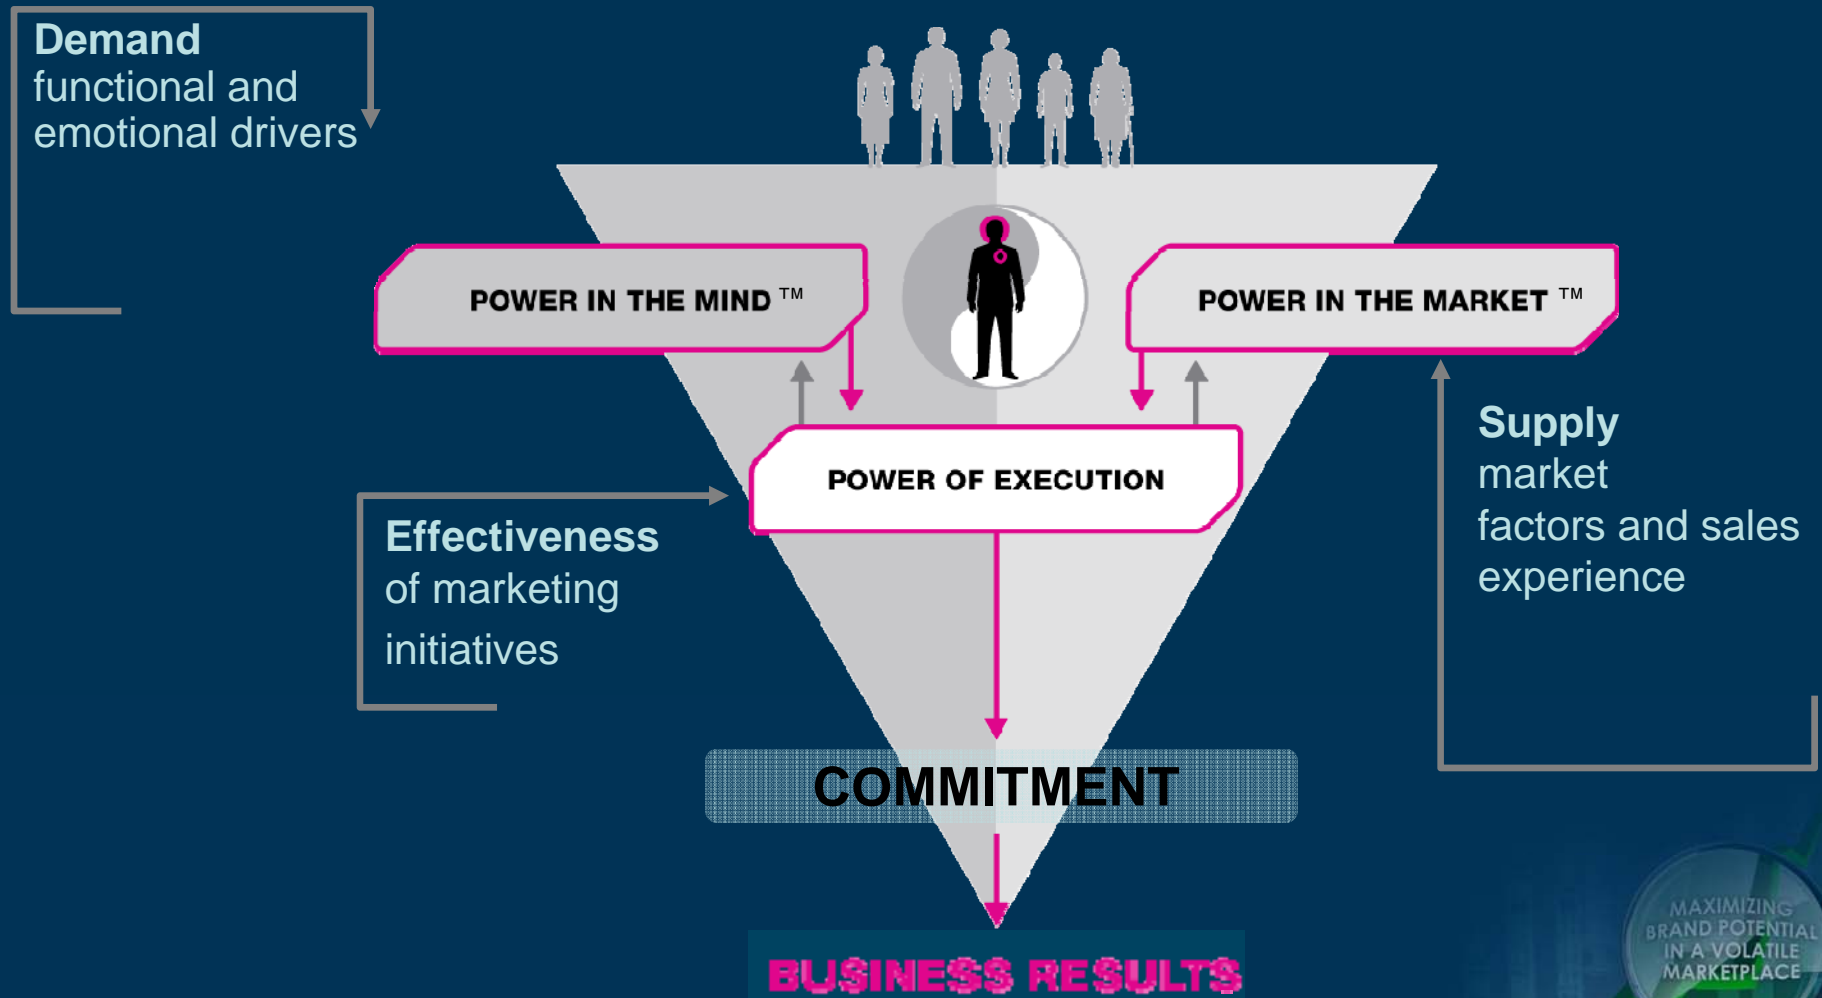 Demand
functional and
emotional drivers
POWER IN THE MIND ™
POWER IN THE MARKET ™
POWER OF EXECUTION
Effectiveness
of marketing
initiatives
Supply
market
factors and sales
experience
COMMITMENT
BUSINESS RESULTS
MAXIMIZING
BRAND POTENTIAL
IN A VOLATILE
MARKETPLACE